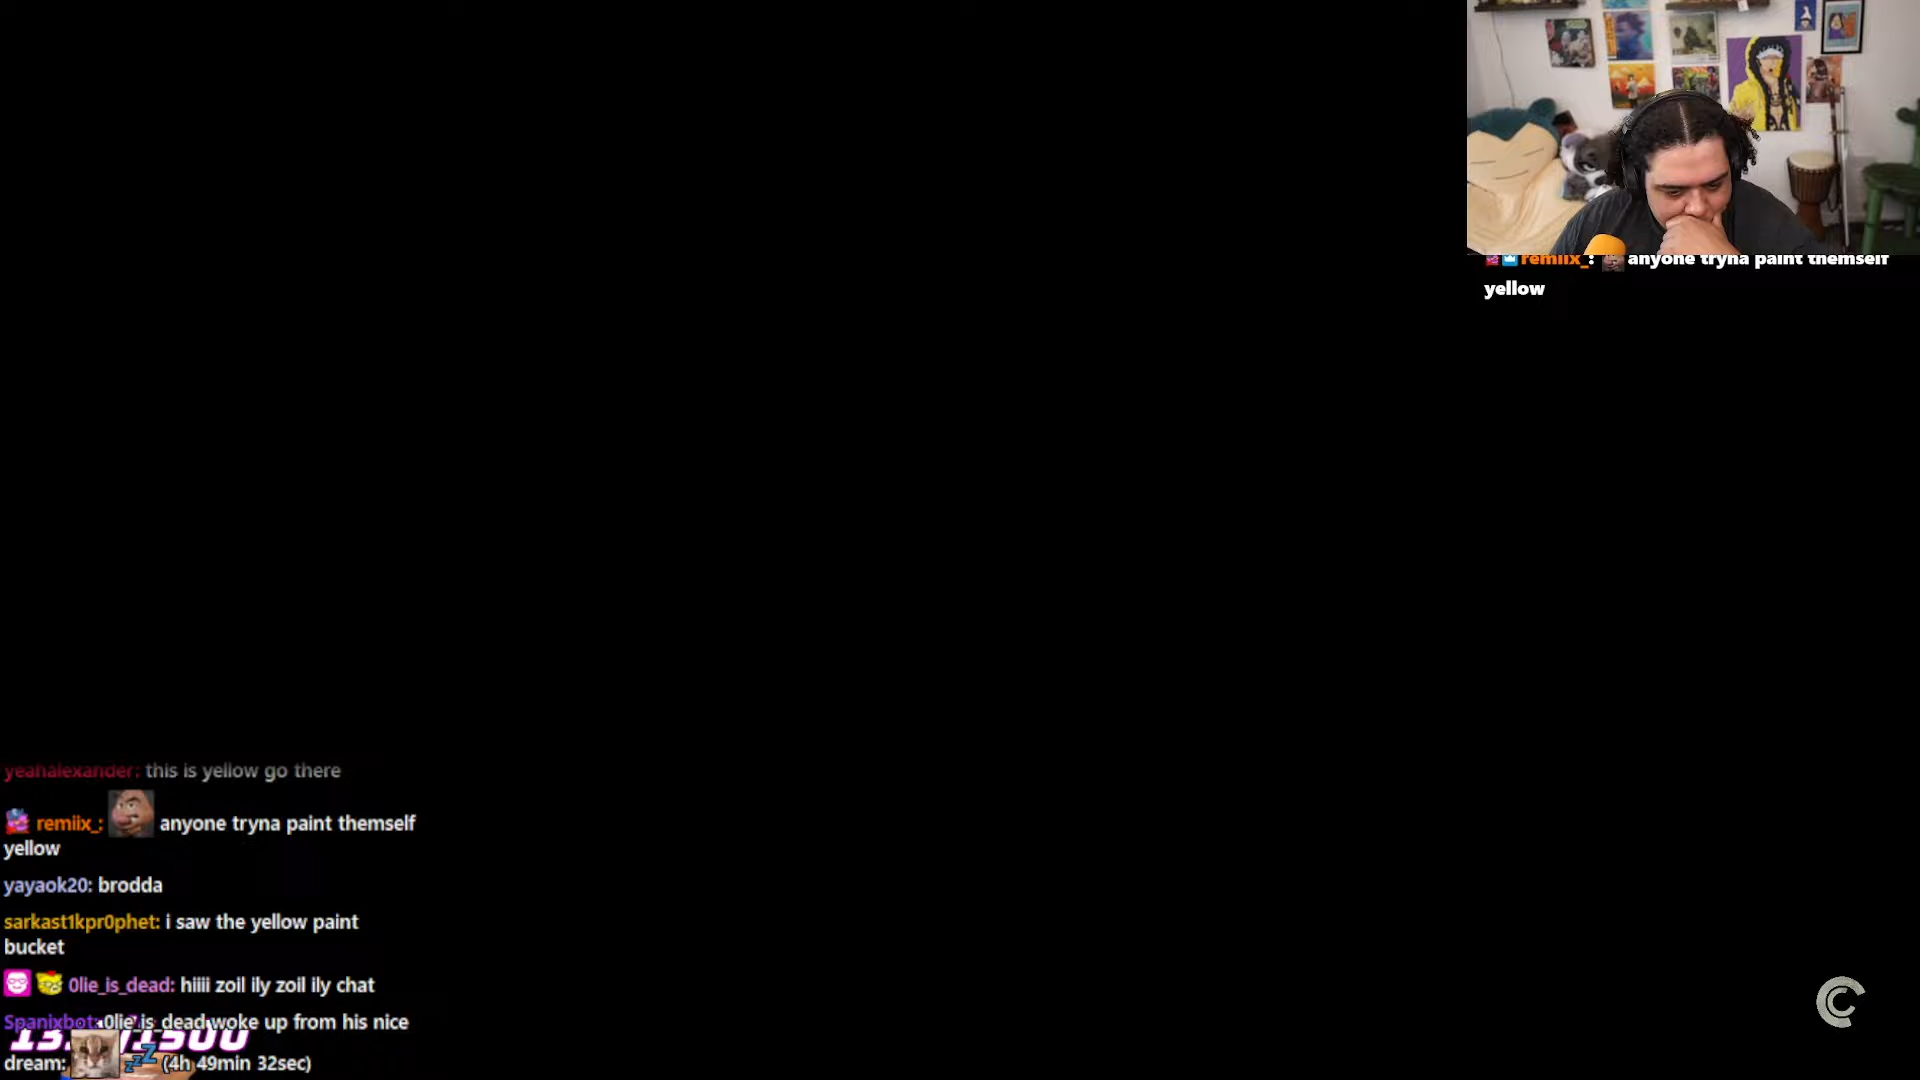 remiix_: anyone tryna paint themself
yellow
yeahalexander: this is yellow go there
remiix_: anyone tryna paint themself
yellow
yayaok20: brodda
sarkast1kpr0phet: i saw the yellow paint
bucket
0lie_is_dead: hiiii zoil ily zoil ily chat
Spanixbot: 0lie_is_dead woke up from his nice
dream: (4h 49min 32sec)